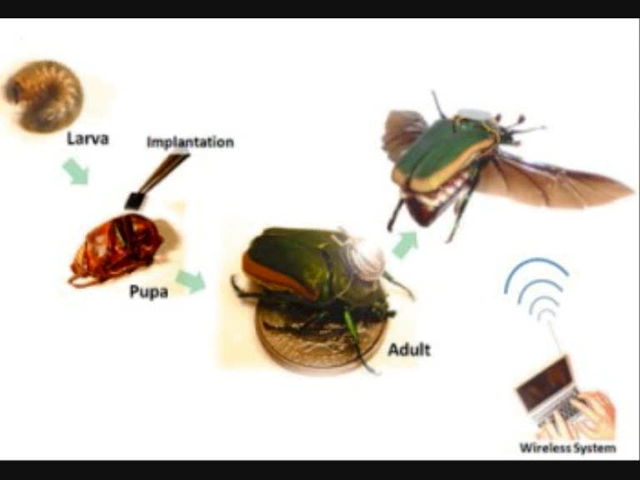 Larva
Implantation
Pupa
Adult
Wireless System